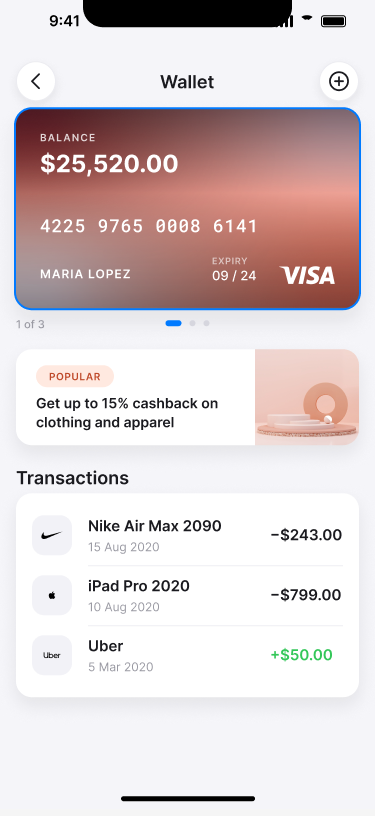 9:41
Wallet
BALANCE
$25,520.00
4225 9765 0008 6141
EXPIRY
MARIA LOPEZ
09 / 24
VISA
1 of 3
POPULAR
Get up to 15% cashback on
clothing and apparel
Transactions
Nike Air Max 2090
15 Aug 2020
−$243.00
iPad Pro 2020
10 Aug 2020
−$799.00
Uber
Uber
5 Mar 2020
+$50.00